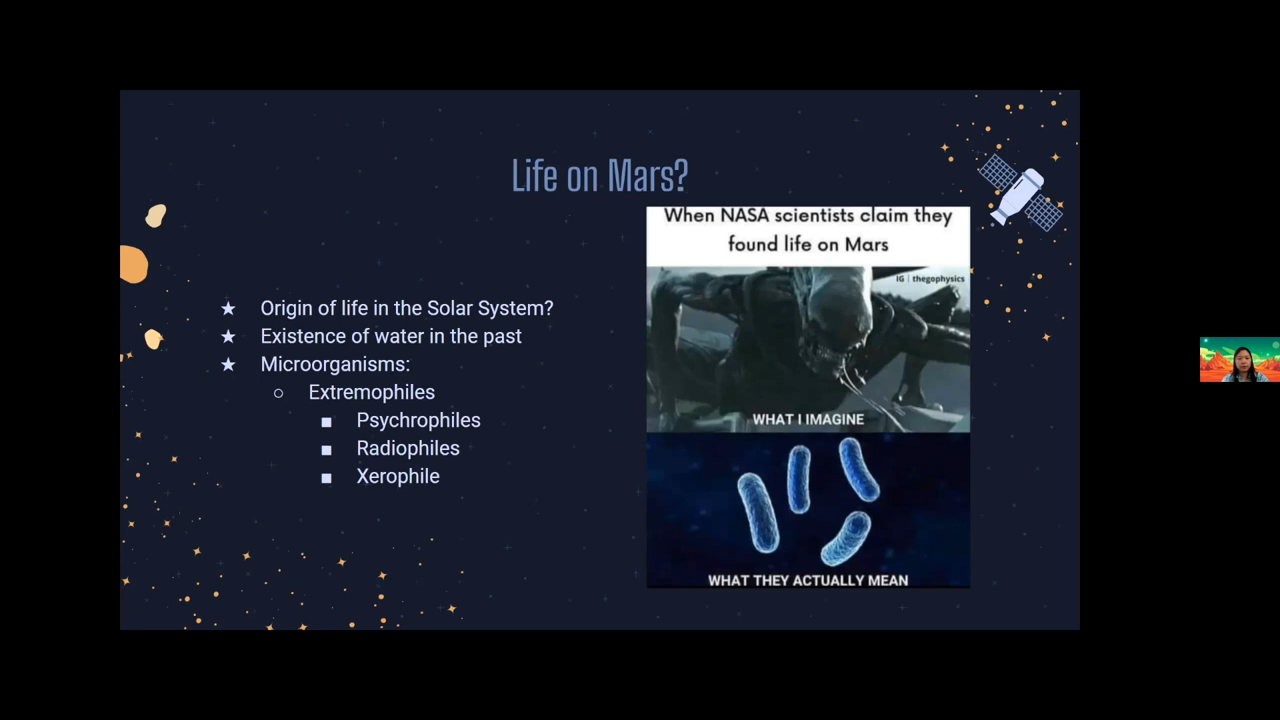 Life on Mars?
★ Origin of life in the Solar System?
★ Existence of water in the past
★ Microorganisms:
○ Extremophiles
■ Psychrophiles
■ Radiophiles
■ Xerophile
When NASA scientists claim they
found life on Mars
IG | thegophysics
WHAT I IMAGINE
WHAT THEY ACTUALLY MEAN